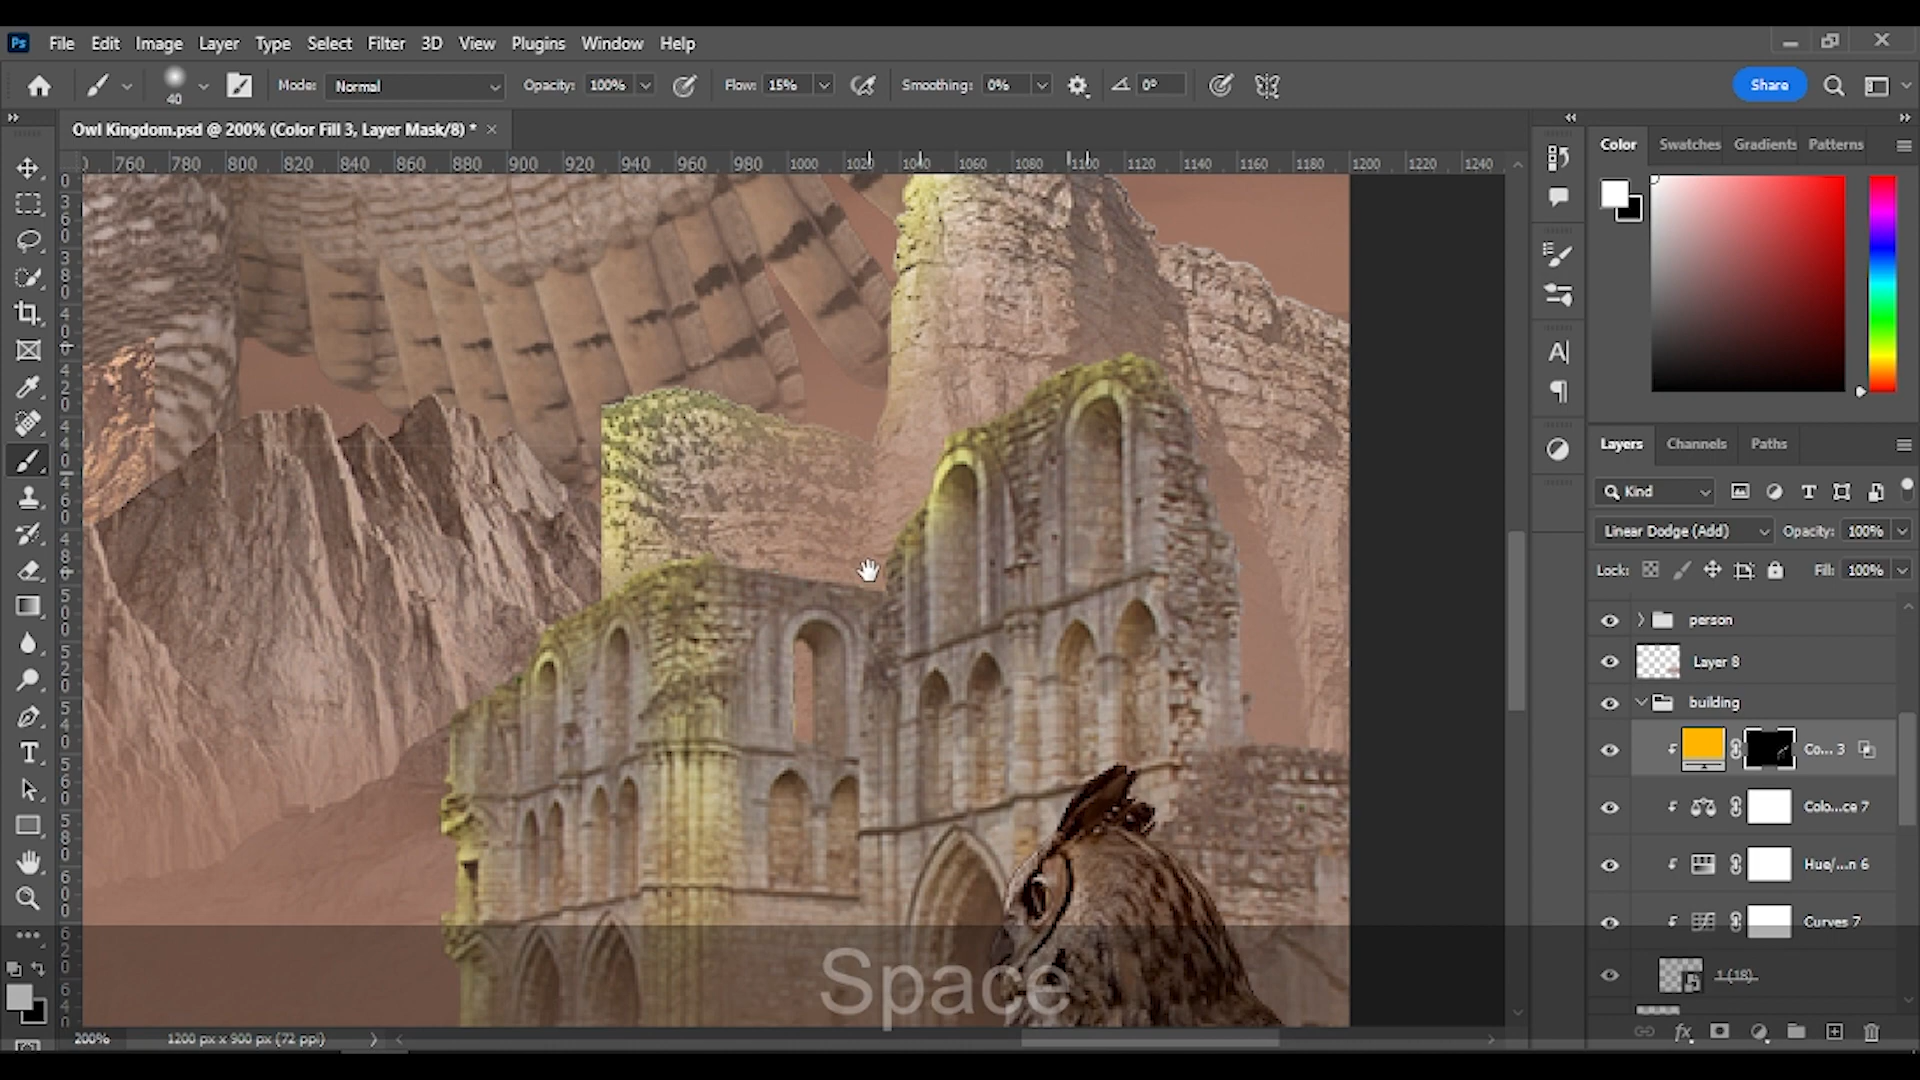 Ps File Edit Image Layer Type Select Filter 3D View Plugins Window Help
40 Mode: Normal Opacity: 100% Flow: 15% Smoothing: 0% 0° Share
Owl Kingdom.psd @ 200% (Color Fill 3, Layer Mask/8) *
760 780 800 820 840 860 880 900 920 940 960 980 1000 1020 1040 1060 1080 1100 1120 1140 1160 1180 1200 1220 1240
Color Swatches Gradients Patterns
Layers Channels Paths
Kind
Linear Dodge (Add) Opacity: 100%
Lock: Fill: 100%
person
Layer 8
building
Co... 3
Colo...ce 7
Hue/...n 6
Curves 7
1 (18)
Space
200% 1200 px x 900 px (72 ppi)